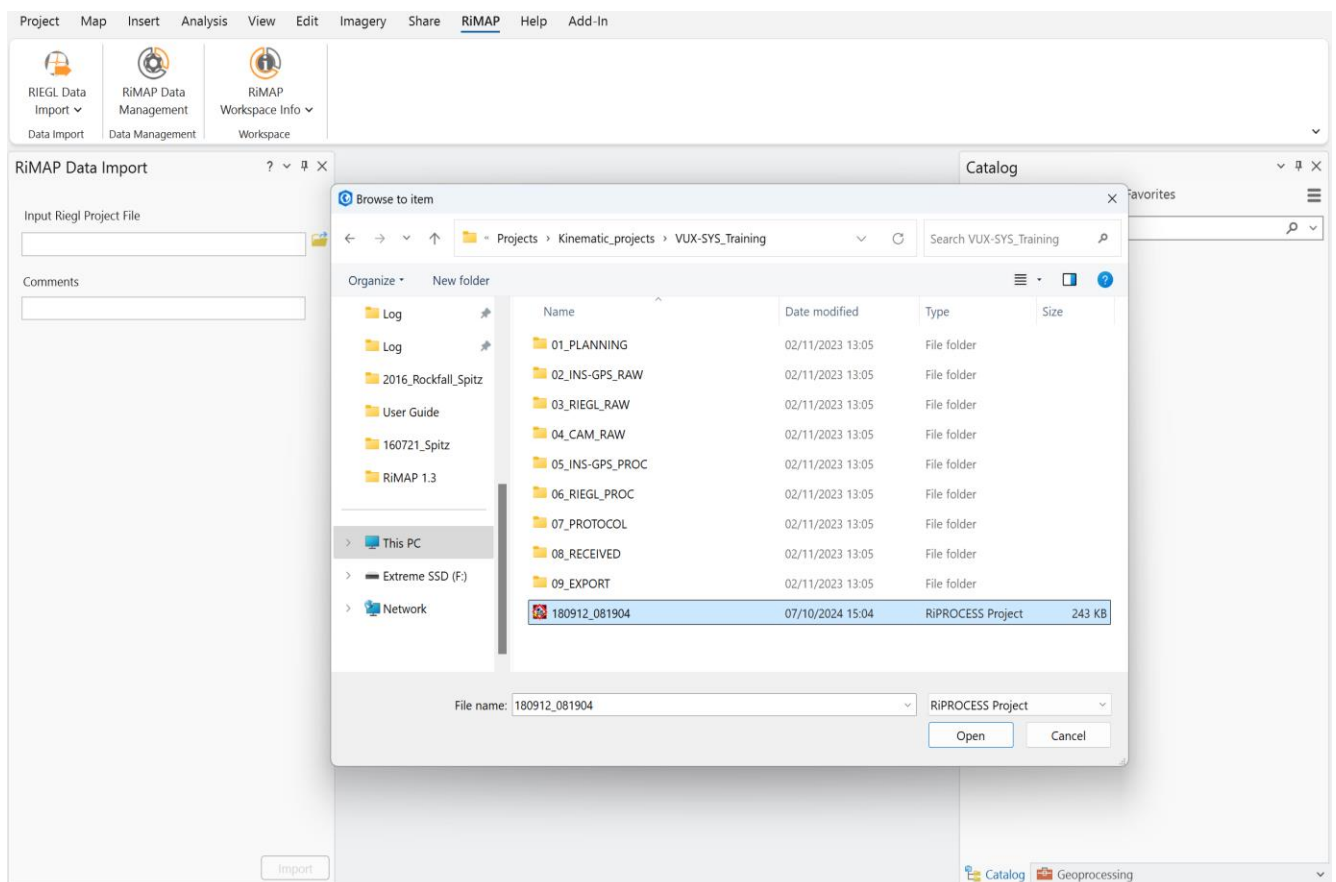 Project Map Insert Analysis View Edit Imagery Share RiMAP Help Add-In
RIEGL Data Import
RiMAP Data Management
RiMAP Workspace Info
Data Import Data Management Workspace
RiMAP Data Import ?
Input Riegl Project File
Comments
Import
Browse to item
« Projects › Kinematic_projects › VUX-SYS_Training
Search VUX-SYS_Training
Organize New folder
?
Log
Log
2016_Rockfall_Spitz
User Guide
160721_Spitz
RiMAP 1.3
This PC
Extreme SSD (F:)
Network
Name Date modified Type Size
01_PLANNING 02/11/2023 13:05 File folder
02_INS-GPS_RAW 02/11/2023 13:05 File folder
03_RIEGL_RAW 02/11/2023 13:05 File folder
04_CAM_RAW 02/11/2023 13:05 File folder
05_INS-GPS_PROC 02/11/2023 13:05 File folder
06_RIEGL_PROC 02/11/2023 13:05 File folder
07_PROTOCOL 02/11/2023 13:05 File folder
08_RECEIVED 02/11/2023 13:05 File folder
09_EXPORT 02/11/2023 13:05 File folder
180912_081904 07/10/2024 15:04 RiPROCESS Project 243 KB
File name: 180912_081904 RiPROCESS Project
Open Cancel
Catalog
Favorites
Catalog Geoprocessing